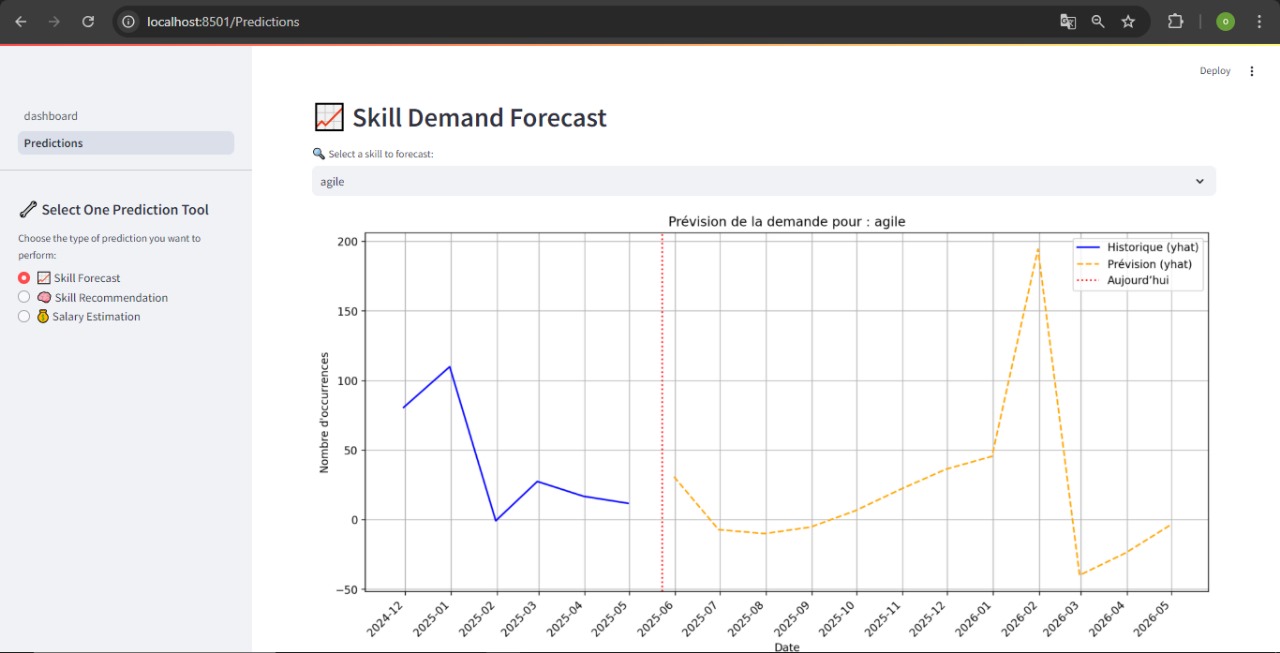 localhost:8501/Predictions
o
Deploy
dashboard
Predictions
Select One Prediction Tool
Choose the type of prediction you want to
perform:
Skill Forecast
Skill Recommendation
Salary Estimation
Skill Demand Forecast
Select a skill to forecast:
agile
Prévision de la demande pour : agile
Historique (yhat)
Prévision (yhat)
Aujourd'hui
Nombre d'occurrences
200
150
100
50
0
−50
2024-12
2025-01
2025-02
2025-03
2025-04
2025-05
2025-06
2025-07
2025-08
2025-09
2025-10
2025-11
2025-12
2026-01
2026-02
2026-03
2026-04
2026-05
Date